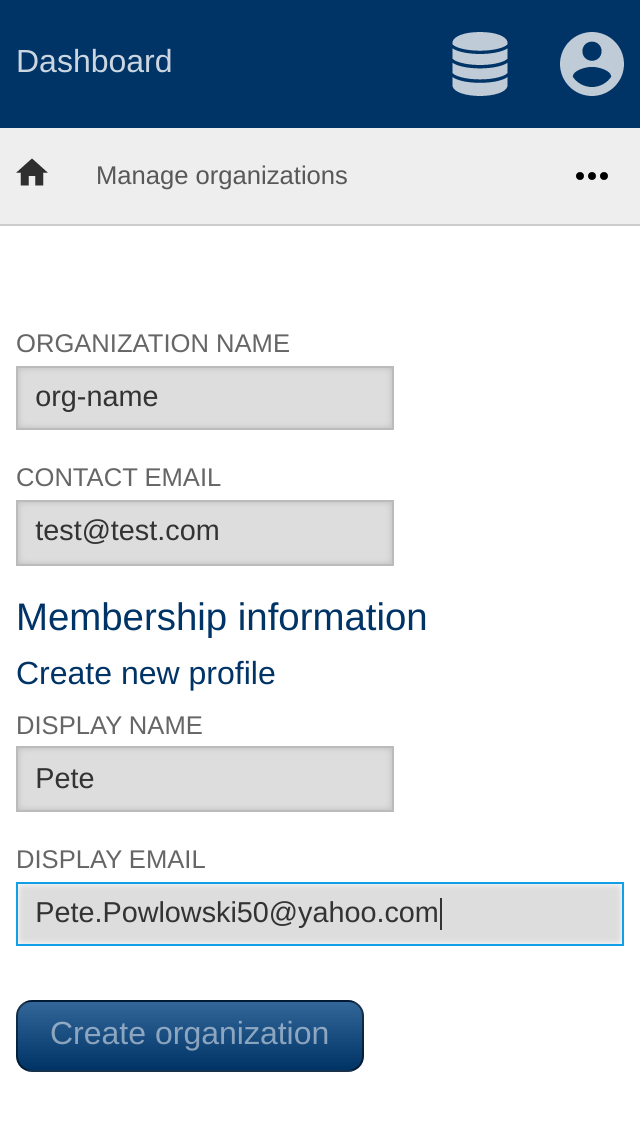 Dashboard
Manage organizations
ORGANIZATION NAME
org-name
CONTACT EMAIL
test@test.com
Membership information
Create new profile
DISPLAY NAME
Pete
DISPLAY EMAIL
Pete.Powlowski50@yahoo.com
Create organization